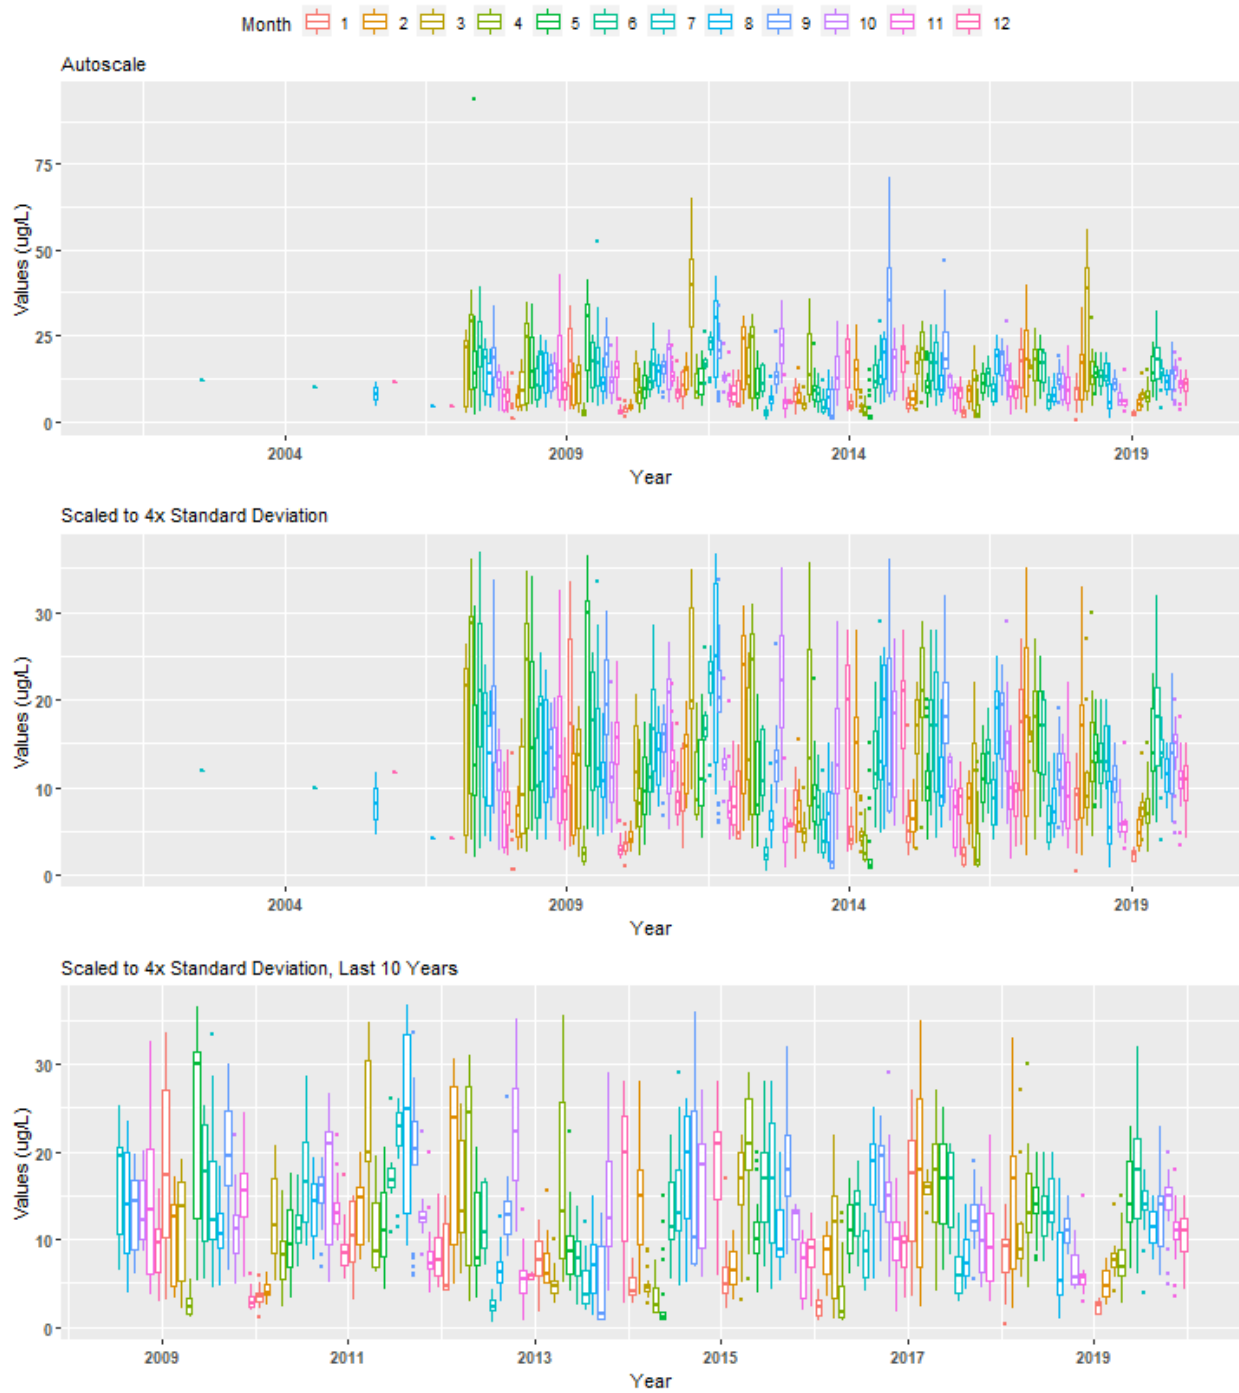 Month 1 2 3 4 5 6 7 8 9 10 11 12
Autoscale
Values (ug/L)
75
50
25
0
2004 2009 2014 2019
Year
Scaled to 4x Standard Deviation
Values (ug/L)
30
20
10
0
2004 2009 2014 2019
Year
Scaled to 4x Standard Deviation, Last 10 Years
Values (ug/L)
30
20
10
0
2009 2011 2013 2015 2017 2019
Year